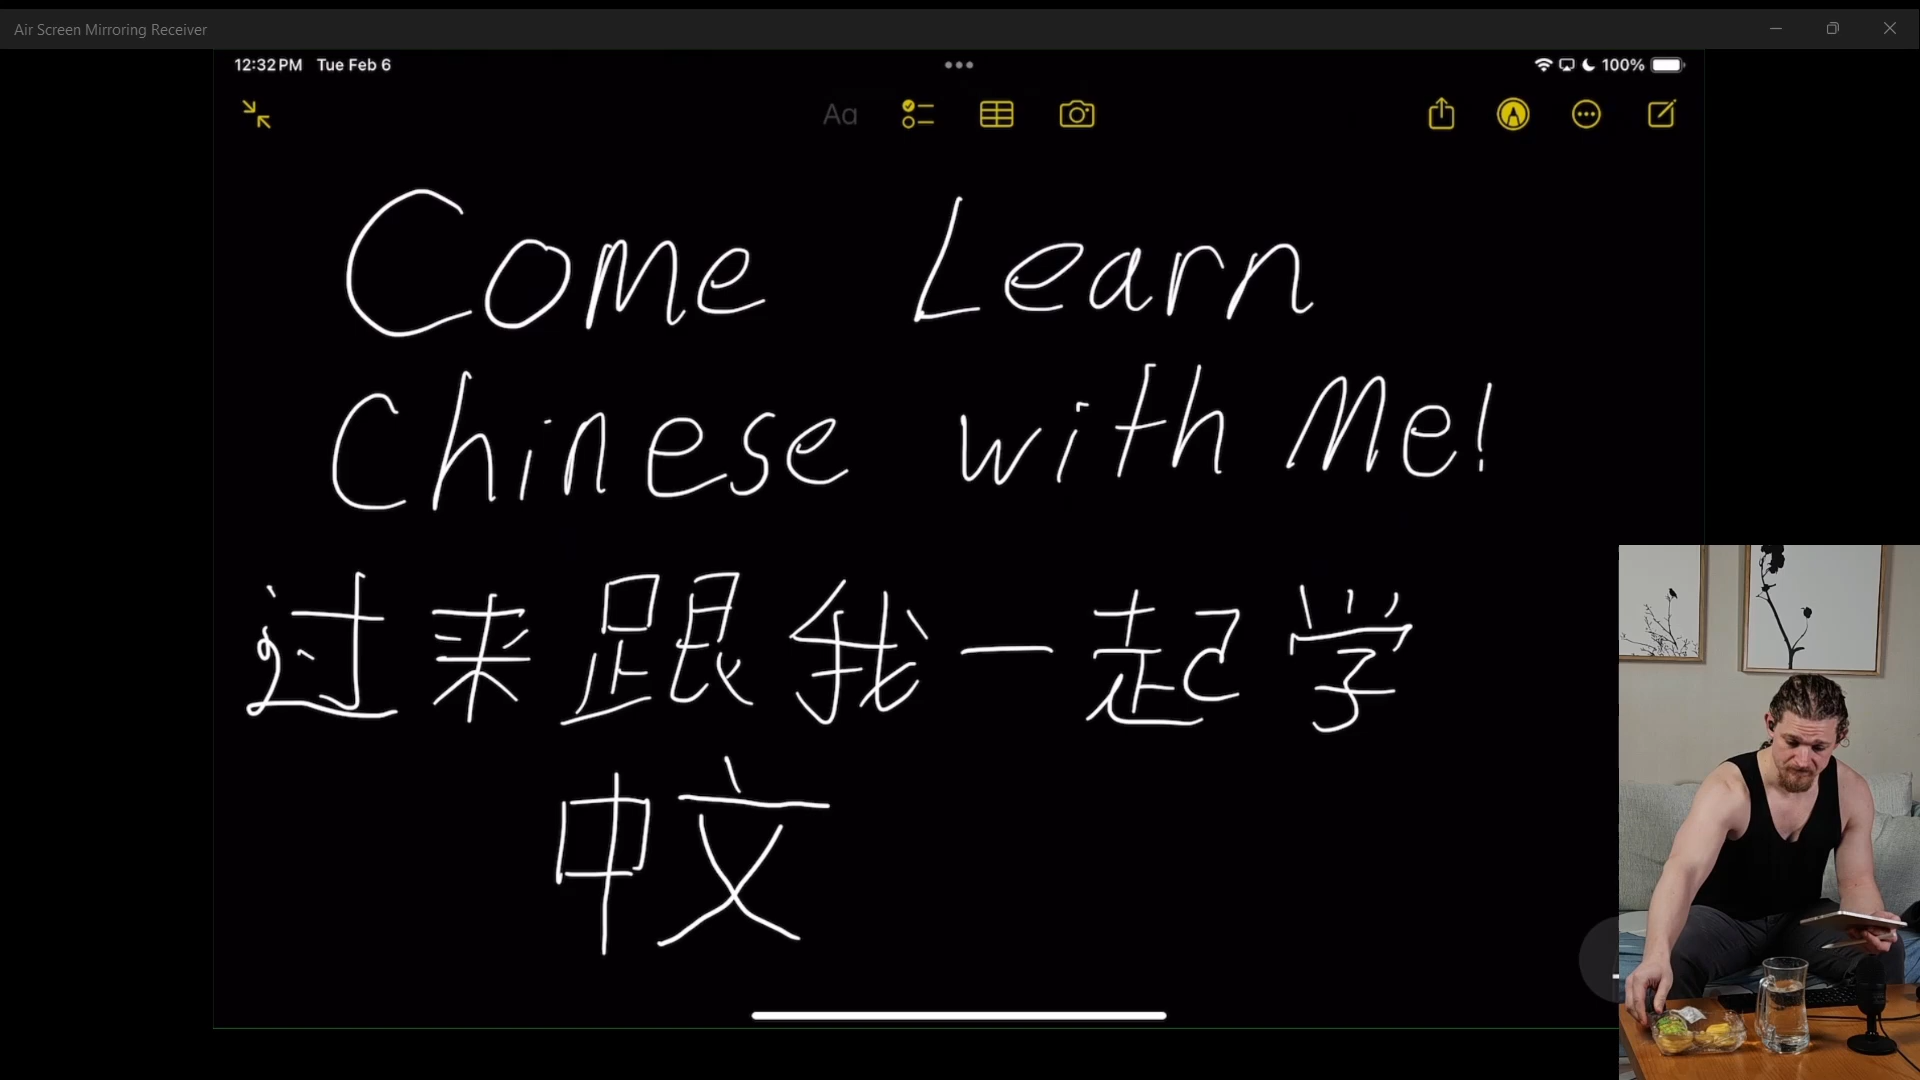 Air Screen Mirroring Receiver
12:32 PM Tue Feb 6 100%
Aa
Come Learn
Chinese with Me!
过来跟我一起学
中文